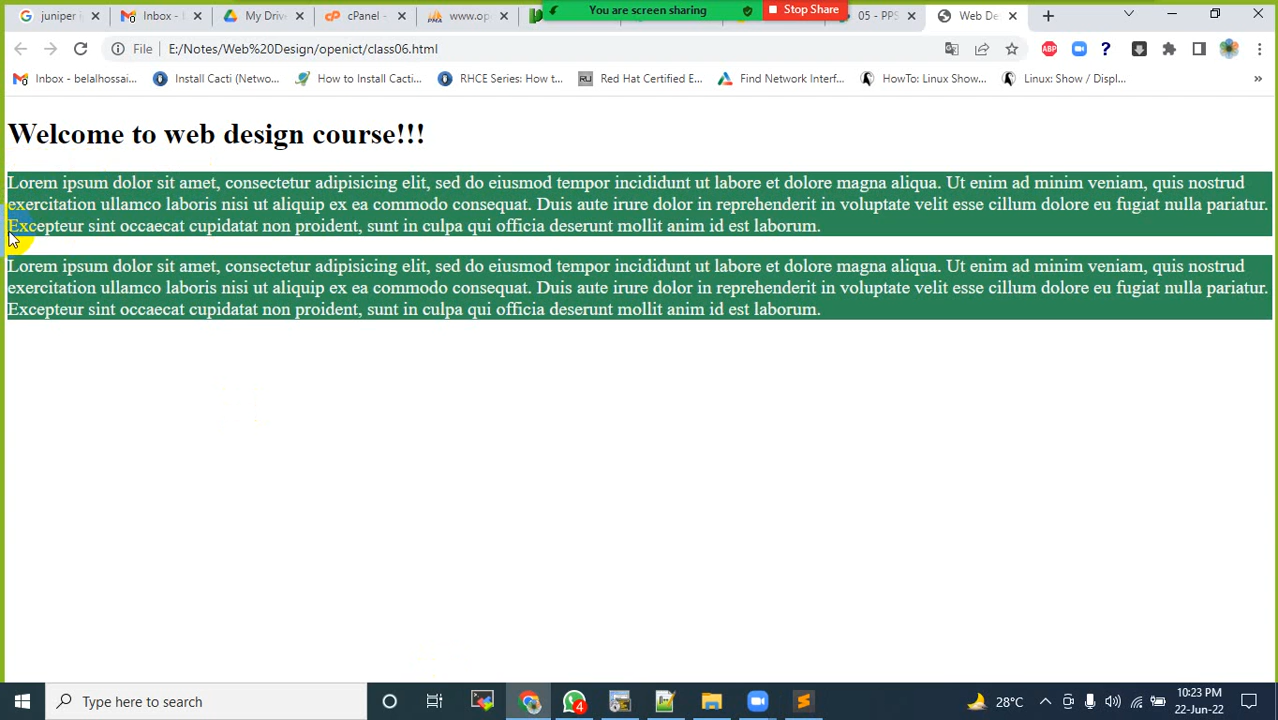 juniper i
Inbox -
My Driv
cPanel -
www.op
You are screen sharing
Stop Share
05 - PPS
Web De
File
E:/Notes/Web%20Design/openict/class06.html
Inbox - belalhossai...
Install Cacti (Netwo...
How to Install Cacti...
RHCE Series: How t...
Red Hat Certified E...
Find Network Interf...
HowTo: Linux Show...
Linux: Show / Displ...
Welcome to web design course!!!
Lorem ipsum dolor sit amet, consectetur adipisicing elit, sed do eiusmod tempor incididunt ut labore et dolore magna aliqua. Ut enim ad minim veniam, quis nostrud
exercitation ullamco laboris nisi ut aliquip ex ea commodo consequat. Duis aute irure dolor in reprehenderit in voluptate velit esse cillum dolore eu fugiat nulla pariatur.
Excepteur sint occaecat cupidatat non proident, sunt in culpa qui officia deserunt mollit anim id est laborum.
Lorem ipsum dolor sit amet, consectetur adipisicing elit, sed do eiusmod tempor incididunt ut labore et dolore magna aliqua. Ut enim ad minim veniam, quis nostrud
exercitation ullamco laboris nisi ut aliquip ex ea commodo consequat. Duis aute irure dolor in reprehenderit in voluptate velit esse cillum dolore eu fugiat nulla pariatur.
Excepteur sint occaecat cupidatat non proident, sunt in culpa qui officia deserunt mollit anim id est laborum.
Type here to search
4
28°C
10:23 PM
22-Jun-22